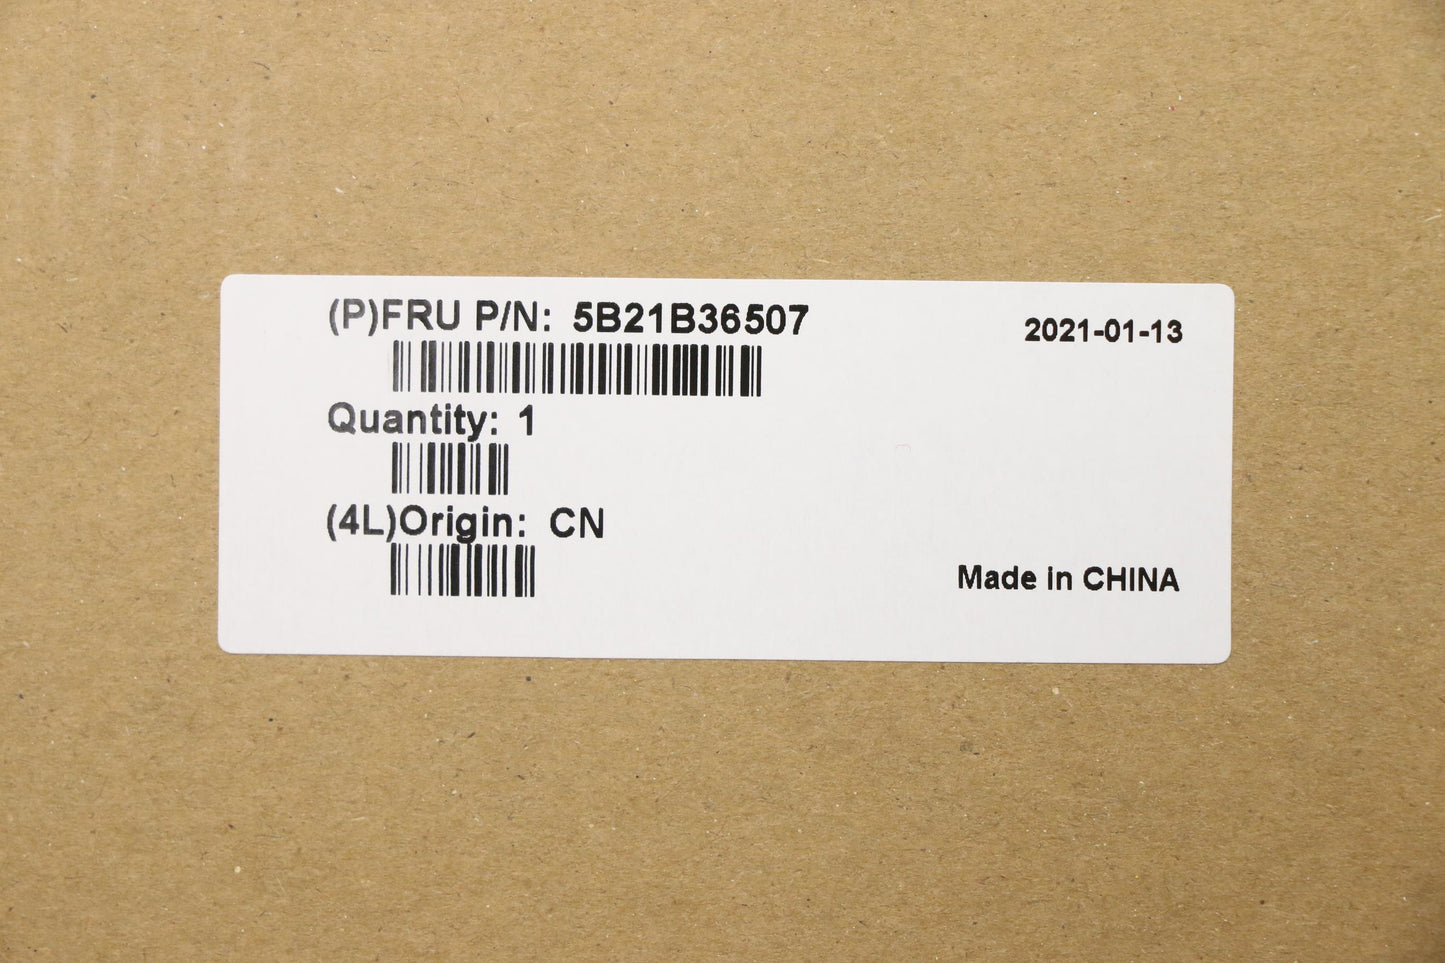 (P)FRU P/N: 5B21B36507
2021-01-13
Quantity: 1
(4L)Origin: CN
Made in CHINA